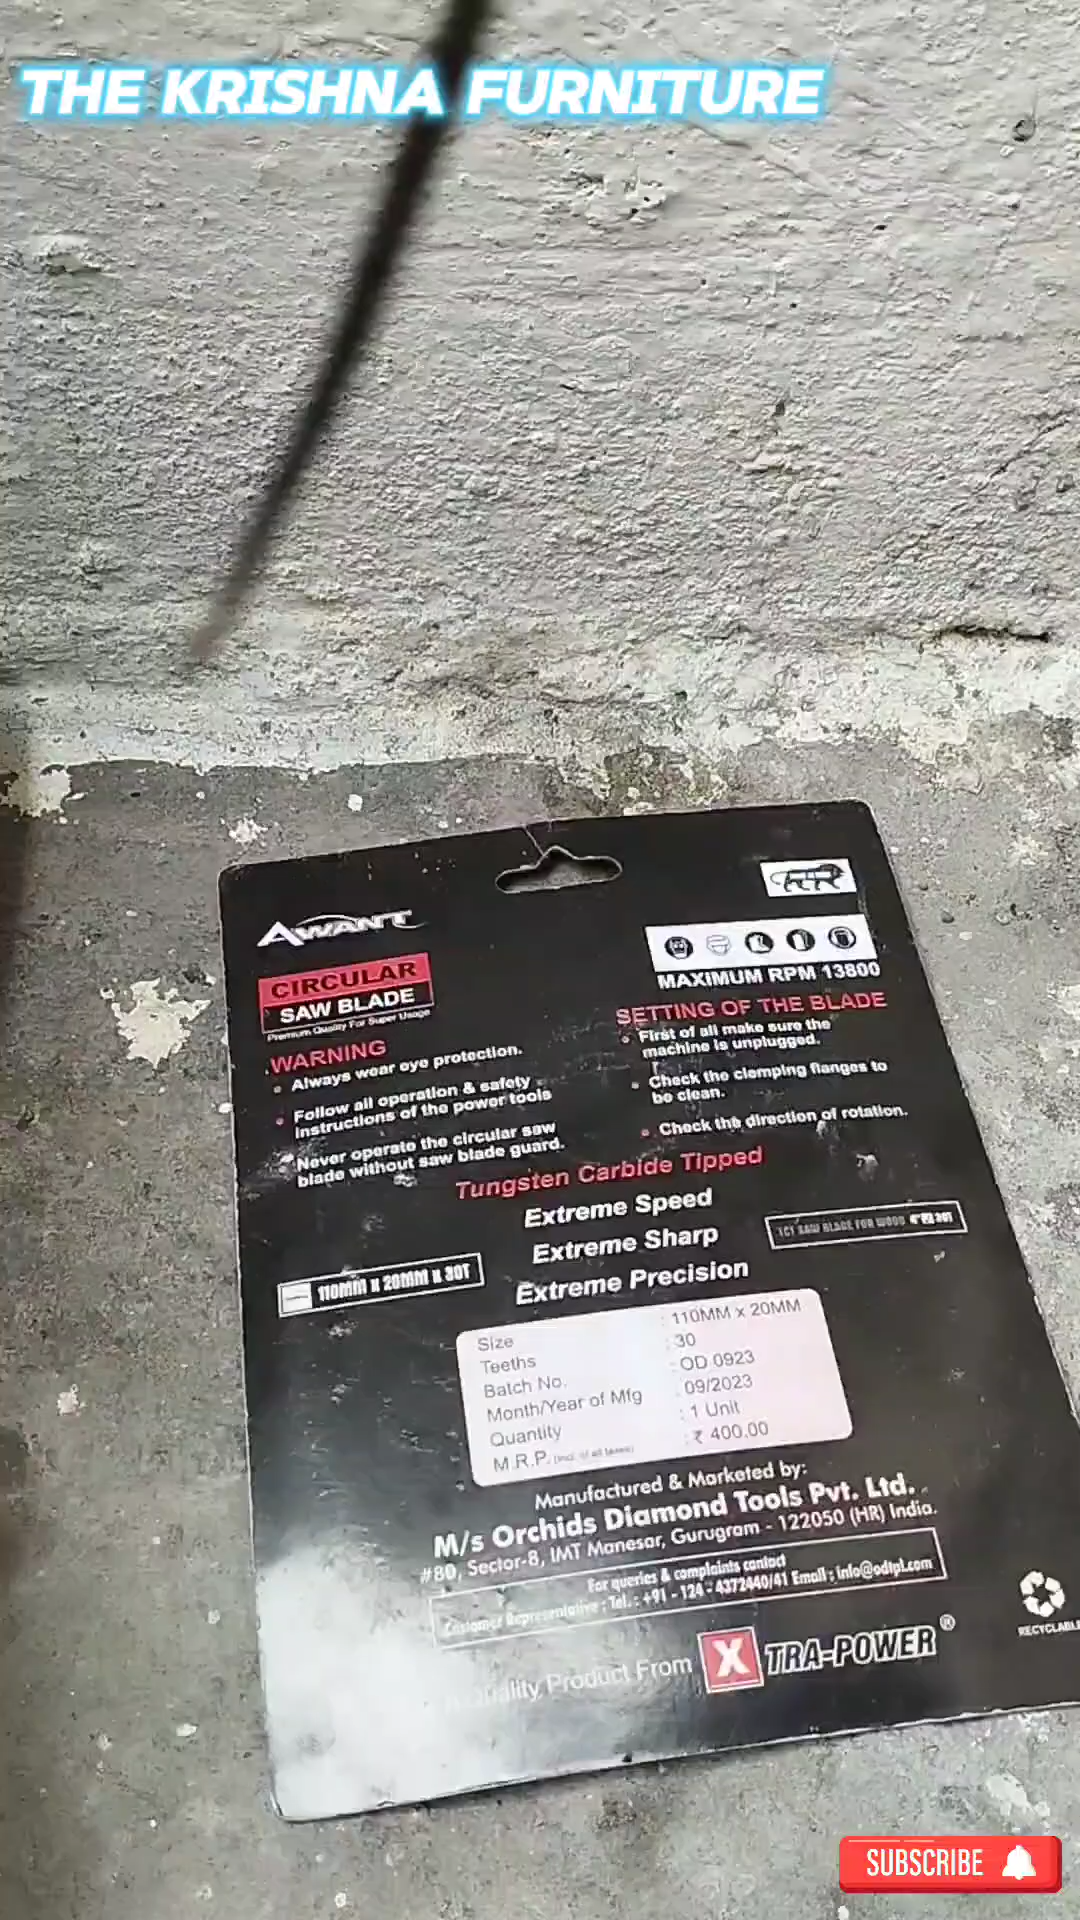 THE KRISHNA FURNITURE
AWANT
CIRCULAR
SAW BLADE
Premium Quality For Super Usage
WARNING
Always wear eye protection.
Follow all operation & safety
instructions of the power tools
Never operate the circular saw
blade without saw blade guard.
MAXIMUM RPM 13800
SETTING OF THE BLADE
First of all make sure the
machine is unplugged.
Check the clamping flanges to
be clean.
Check the direction of rotation.
Tungsten Carbide Tipped
Extreme Speed
Extreme Sharp
Extreme Precision
110MM X 20MM X 30T
TCT SAW BLADE FOR WOOD
Size : 110MM x 20MM
Teeths : 30
Batch No. : OD 0923
Month/Year of Mfg : 09/2023
Quantity : 1 Unit
M.R.P. (incl. of all taxes) : ₹ 400.00
Manufactured & Marketed by:
M/s Orchids Diamond Tools Pvt. Ltd.
#80, Sector-8, IMT Manesar, Gurugram - 122050 (HR) India.
For queries & complaints contact
Customer Representative : Tel. : +91 - 124 - 4372440/41 Email : info@odtpl.com
Quality Product From X TRA-POWER®
RECYCLABLE
SUBSCRIBE